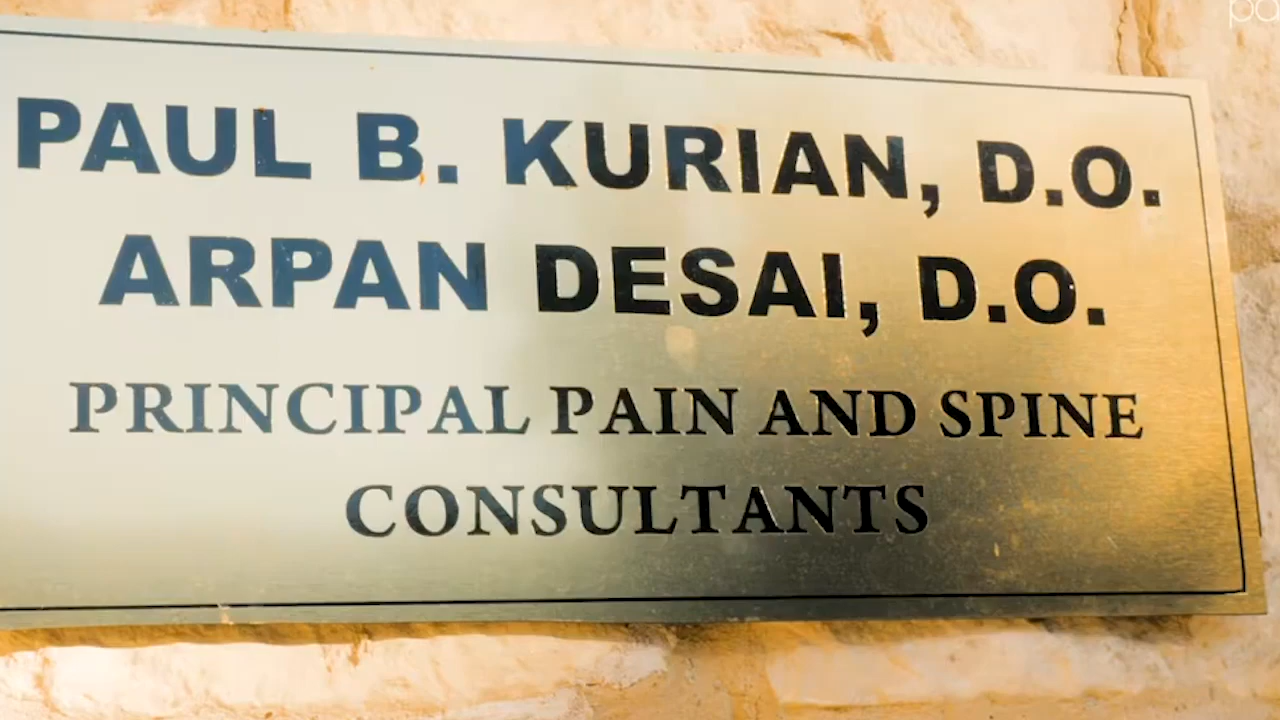 PAUL B. KURIAN, D.O.
ARPAN DESAI, D.O.
PRINCIPAL PAIN AND SPINE
CONSULTANTS